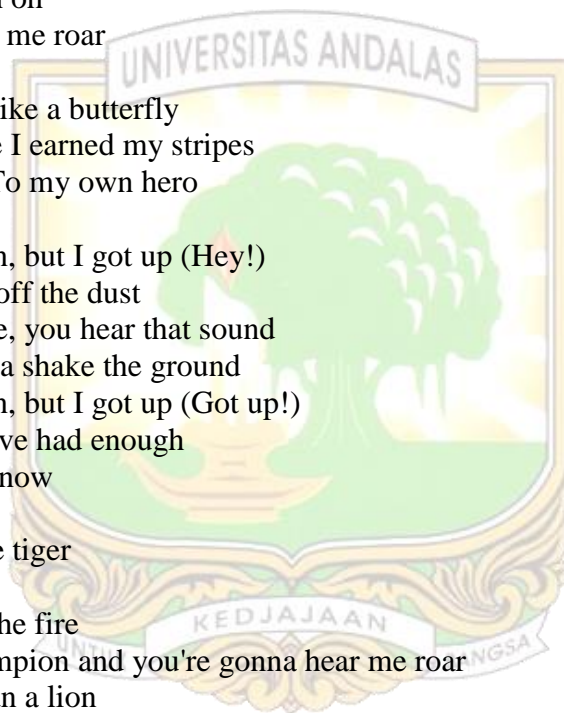 on
me roar
UNIVERSITAS ANDALAS
ike a butterfly
e I earned my stripes
To my own hero
n, but I got up (Hey!)
off the dust
e, you hear that sound
a shake the ground
n, but I got up (Got up!)
ve had enough
now
e tiger
he fire
KEDJAJAAN
mpion and you're gonna hear me roar
an a lion